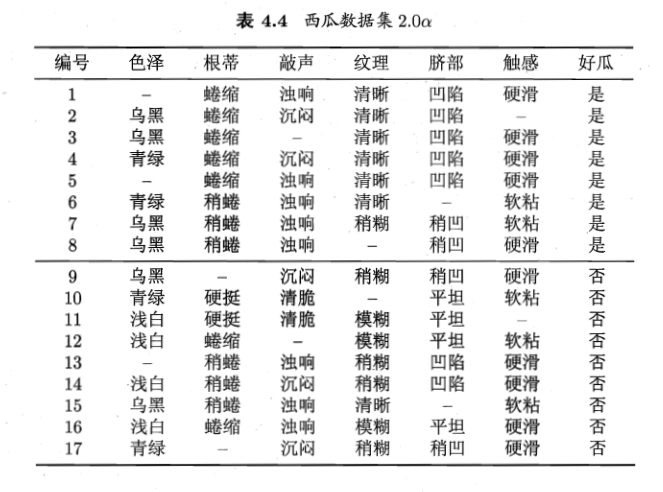 表 4.4 西瓜数据集 2.0α
编号 色泽 根蒂 敲声 纹理 脐部 触感 好瓜
1 – 蜷缩 浊响 清晰 凹陷 硬滑 是
2 乌黑 蜷缩 沉闷 清晰 凹陷 – 是
3 乌黑 蜷缩 – 清晰 凹陷 硬滑 是
4 青绿 蜷缩 沉闷 清晰 凹陷 硬滑 是
5 – 蜷缩 浊响 清晰 凹陷 硬滑 是
6 青绿 稍蜷 浊响 清晰 – 软粘 是
7 乌黑 稍蜷 浊响 稍糊 稍凹 软粘 是
8 乌黑 稍蜷 浊响 – 稍凹 硬滑 是
9 乌黑 – 沉闷 稍糊 稍凹 硬滑 否
10 青绿 硬挺 清脆 – 平坦 软粘 否
11 浅白 硬挺 清脆 模糊 平坦 – 否
12 浅白 蜷缩 – 模糊 平坦 软粘 否
13 – 稍蜷 浊响 稍糊 凹陷 硬滑 否
14 浅白 稍蜷 沉闷 稍糊 凹陷 硬滑 否
15 乌黑 稍蜷 浊响 清晰 – 软粘 否
16 浅白 蜷缩 浊响 模糊 平坦 硬滑 否
17 青绿 – 沉闷 稍糊 稍凹 硬滑 否